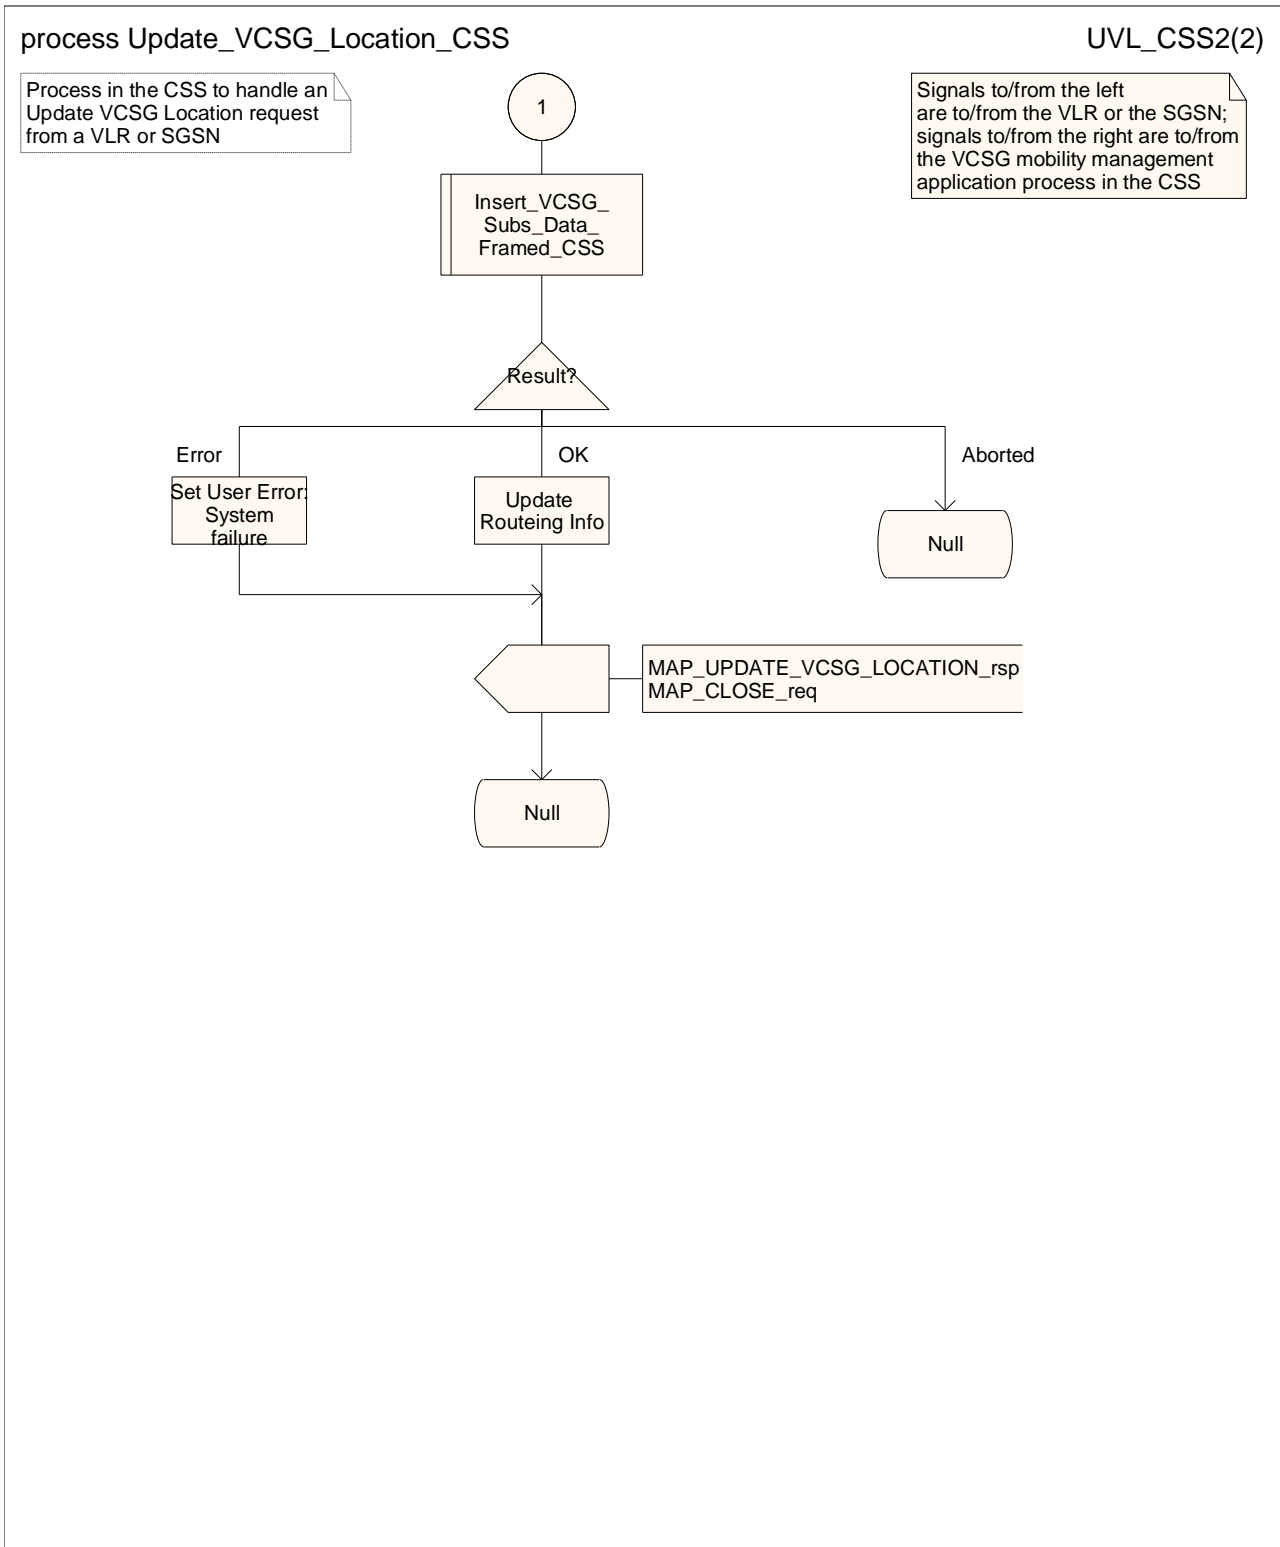 process Update_VCSG_Location_CSS
UVL_CSS2(2)
Process in the CSS to handle an
Update VCSG Location request
from a VLR or SGSN
1
Signals to/from the left
are to/from the VLR or the SGSN;
signals to/from the right are to/from
the VCSG mobility management
application process in the CSS
Insert_VCSG_
Subs_Data_
Framed_CSS
Result?
Error
OK
Aborted
Set User Error:
System
failure
Update
Routeing Info
Null
MAP_UPDATE_VCSG_LOCATION_rsp
MAP_CLOSE_req
Null